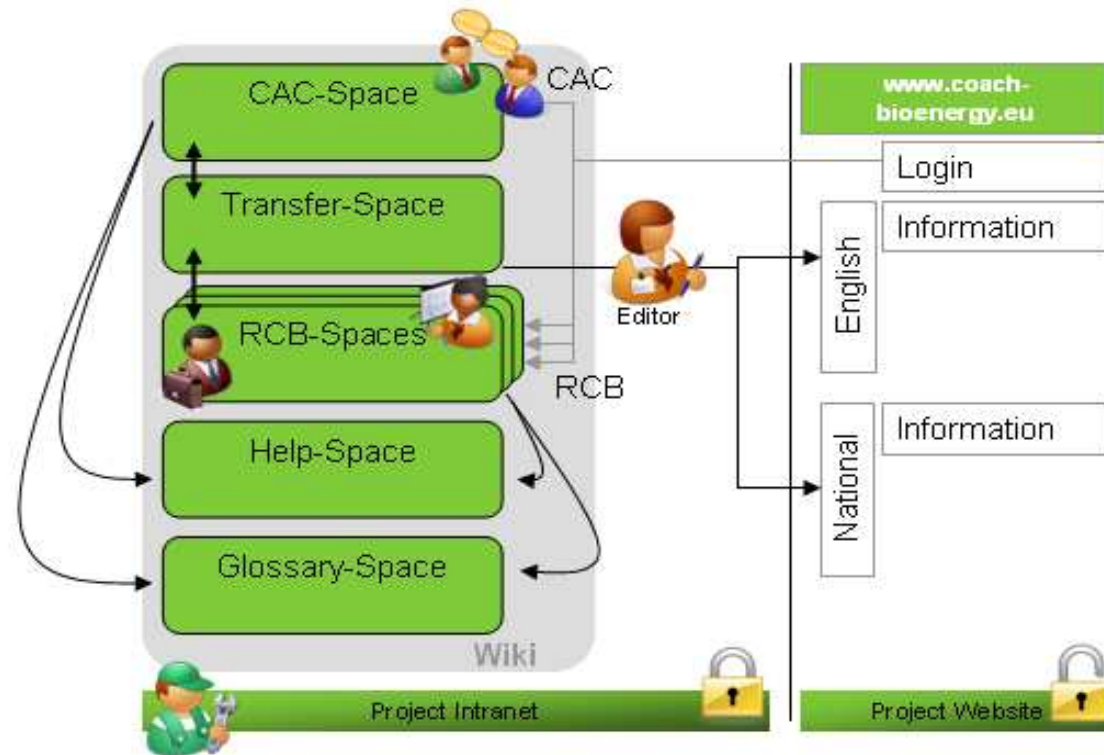 CAC-Space
CAC
Transfer-Space
RCB-Spaces
RCB
Help-Space
Glossary-Space
Wiki
Editor
Project Intranet
www.coach-
bioenergy.eu
Login
English
Information
National
Information
Project Website